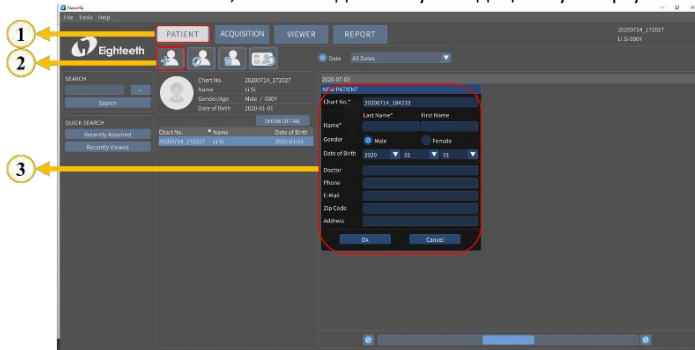 NewVie
File Tools Help
1
PATIENT
ACQUISITION
VIEWER
REPORT
20200714_172027
LI SI 000Y
Eighteeth
2
Date
All Dates
SEARCH
Search
QUICK SEARCH
Recently Acquired
Recently Viewed
Chart No. 20200714_172027
Name Li Si
Gender/Age Male / 000Y
Date of Birth 2020-01-01
SHOW DETAIL
Chart No. Name Date of Birth
20200714_172027 Li Si 2020-01-01
3
2020-07-03
NEW PATIENT
Chart No.* 20200714_184233
Last Name* First Name
Name*
Gender Male Female
Date of Birth 2020 01 01
Doctor
Phone
E-Mail
Zip Code
Address
Ok Cancel